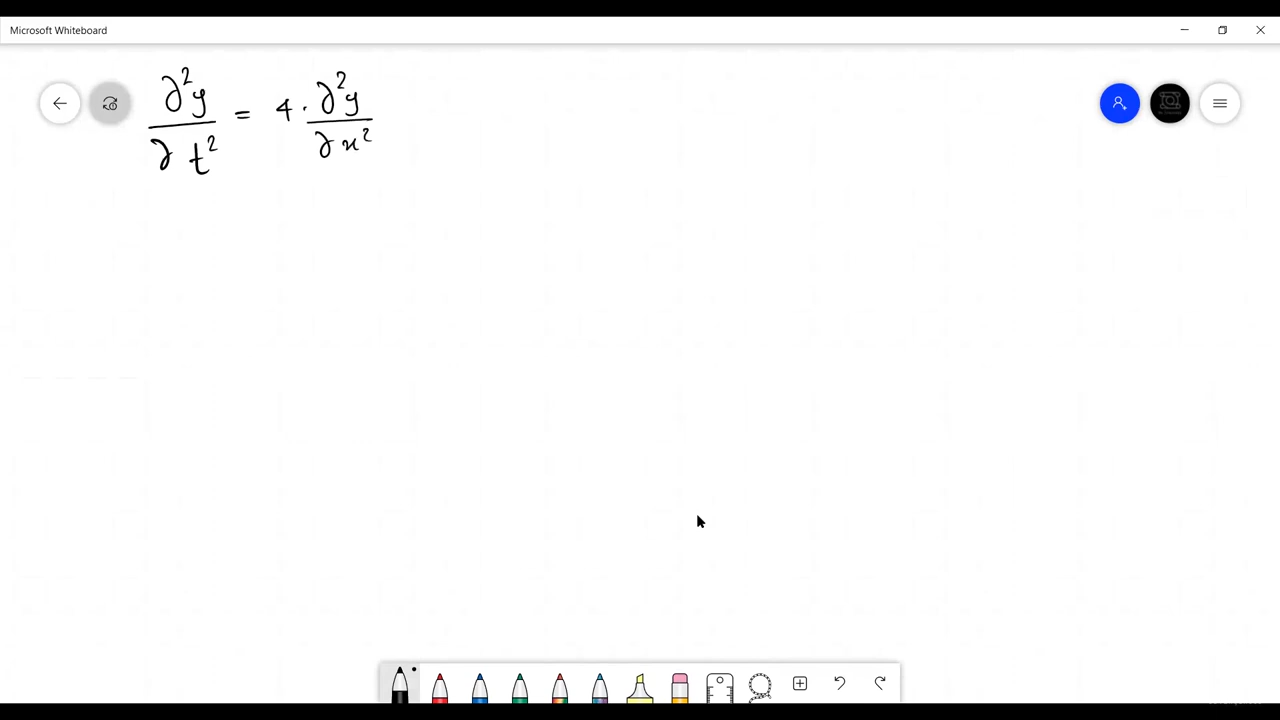 Microsoft Whiteboard
∂²y/∂t² = 4 · ∂²y/∂x²